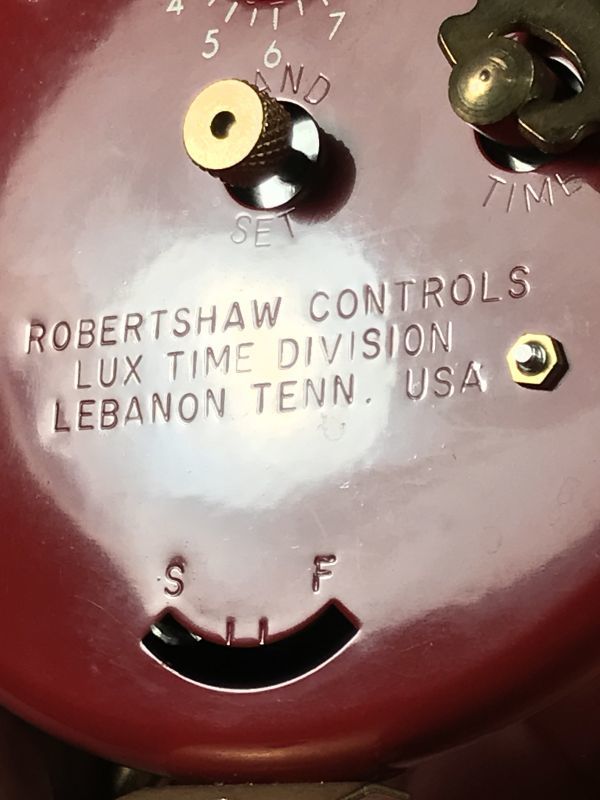 4 5 6 7
AND
SET
TIME
ROBERTSHAW CONTROLS
LUX TIME DIVISION
LEBANON TENN. USA
S F